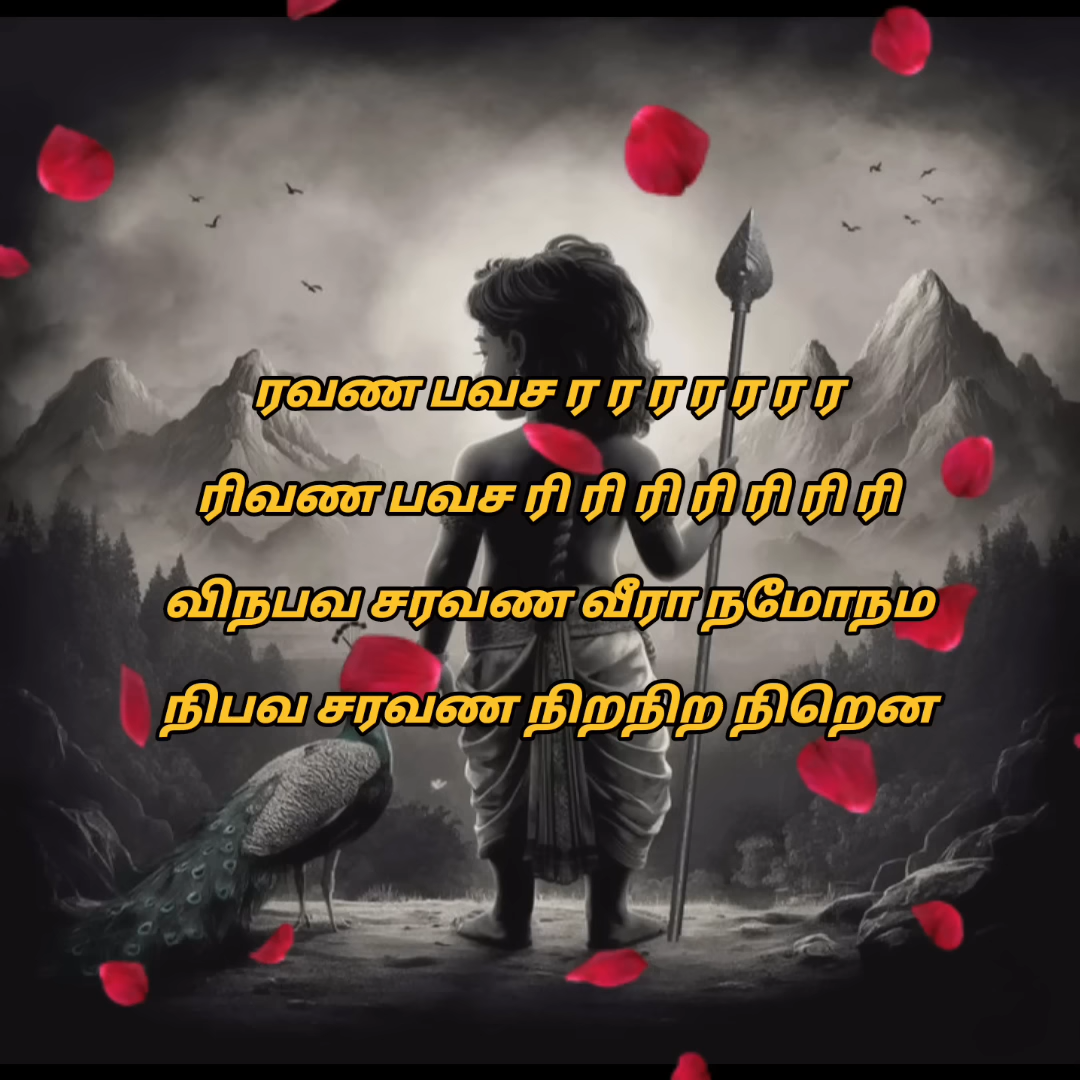 ரவண பவச ர ர ர ர ர ர ர
ரிவண பவச ரி ரி ரி ரி ரி ரி ரி
விநபவ சரவண வீரா நமோநம
நிபவ சரவண நிறநிற நிறென